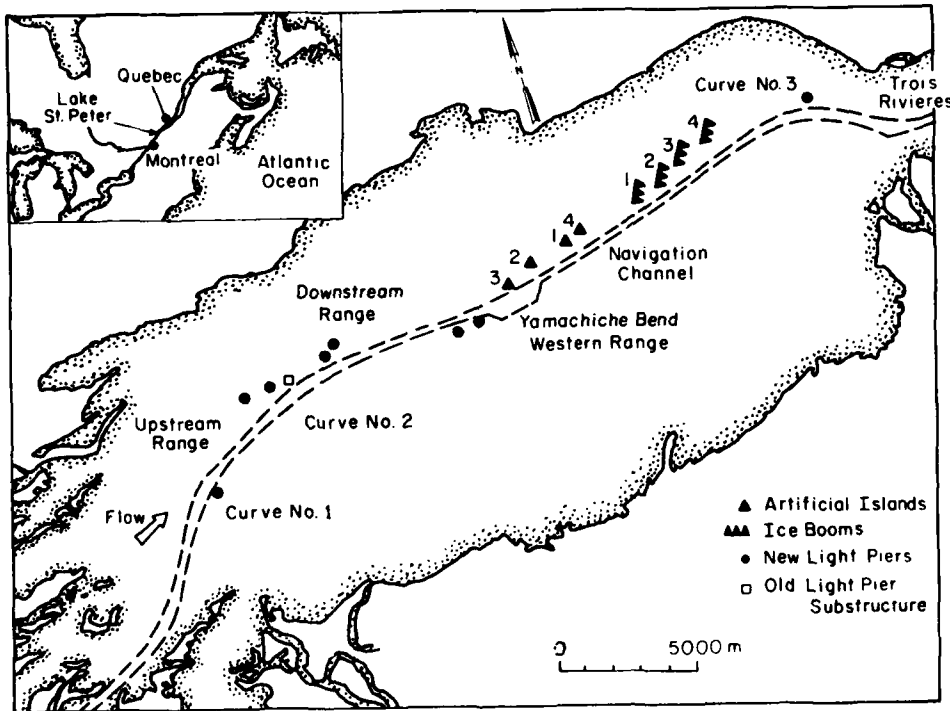 Quebec
Lake
St. Peter
Montreal
Atlantic
Ocean
N
Curve No. 3
Trois
Rivieres
4
3
2
1
4
1
2
3
Navigation
Channel
Downstream
Range
Yamachiche Bend
Western Range
Upstream
Range
Curve No. 2
Flow
Curve No. 1
Artificial Islands
Ice Booms
New Light Piers
Old Light Pier
Substructure
0 5000 m